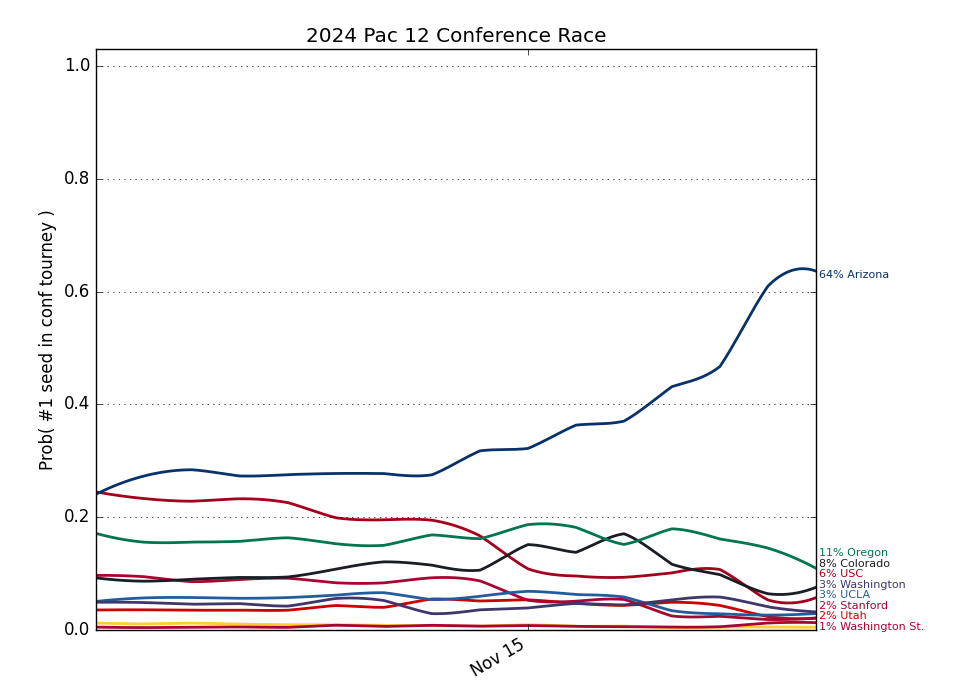 2024 Pac 12 Conference Race
1.0
0.8
0.6
0.4
0.2
0.0
Prob( #1 seed in conf tourney )
Nov 15
64% Arizona
11% Oregon
8% Colorado
6% USC
3% Washington
3% UCLA
2% Stanford
2% Utah
1% Washington St.